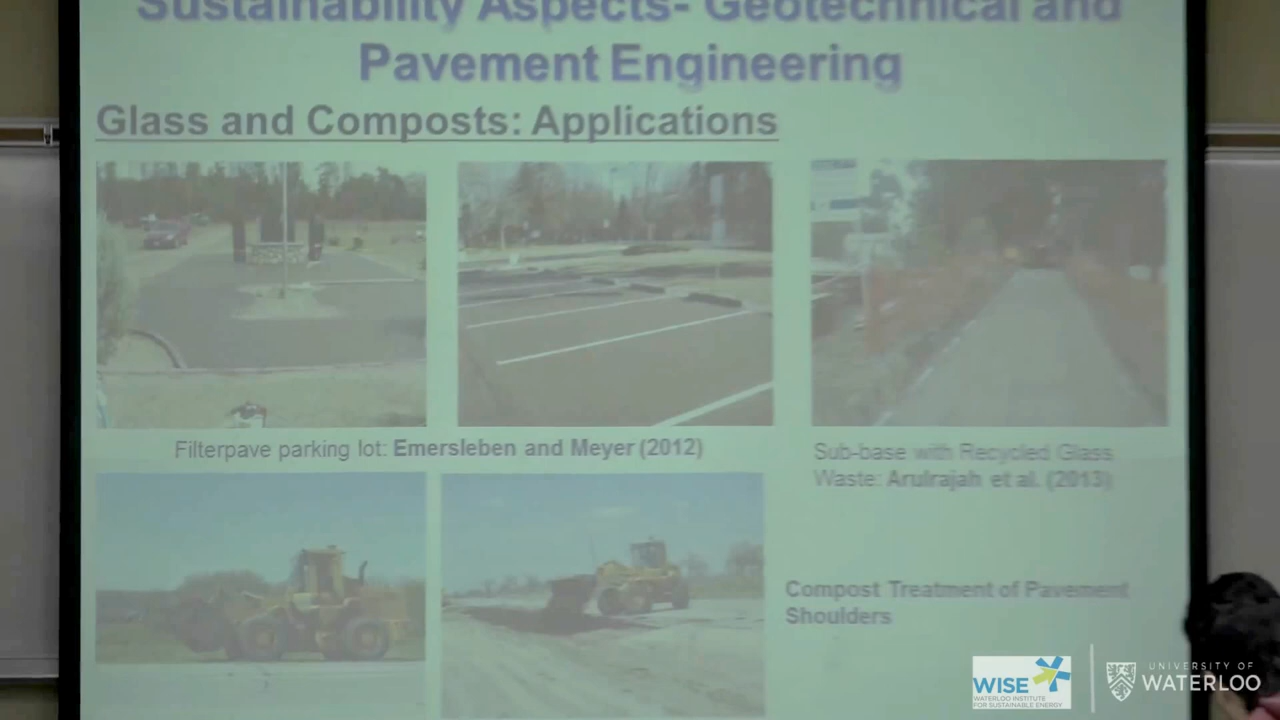 Sustainability Aspects- Geotechnical and
Pavement Engineering
Glass and Composts: Applications
Filterpave parking lot: Emersleben and Meyer (2012)
Sub-base with Recycled Glass
Waste: Arulrajah et al. (2013)
Compost Treatment of Pavement
Shoulders
WISE
WATERLOO INSTITUTE
FOR SUSTAINABLE ENERGY
UNIVERSITY OF
WATERLOO